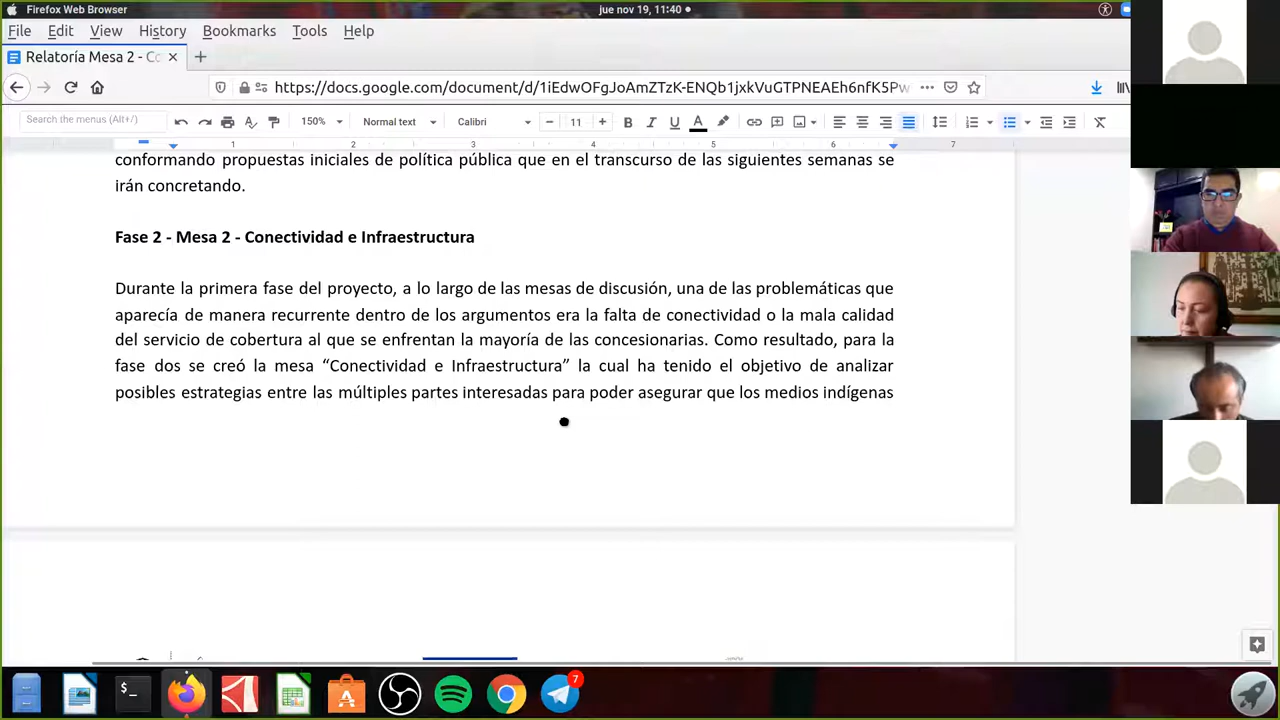 Firefox Web Browser
jue nov 19, 11:40
File Edit View History Bookmarks Tools Help
Relatoría Mesa 2 - Co
https://docs.google.com/document/d/1iEdwOFgJoAmZTzK-ENQb1jxkVuGTPNEAEh6nfK5Pw
Search the menus (Alt+/)
150% Normal text Calibri 11
1 2 3 4 5 6 7
conformando propuestas iniciales de política pública que en el transcurso de las siguientes semanas se
irán concretando.
Fase 2 - Mesa 2 - Conectividad e Infraestructura
Durante la primera fase del proyecto, a lo largo de las mesas de discusión, una de las problemáticas que
aparecía de manera recurrente dentro de los argumentos era la falta de conectividad o la mala calidad
del servicio de cobertura al que se enfrentan la mayoría de las concesionarias. Como resultado, para la
fase dos se creó la mesa “Conectividad e Infraestructura” la cual ha tenido el objetivo de analizar
posibles estrategias entre las múltiples partes interesadas para poder asegurar que los medios indígenas
7